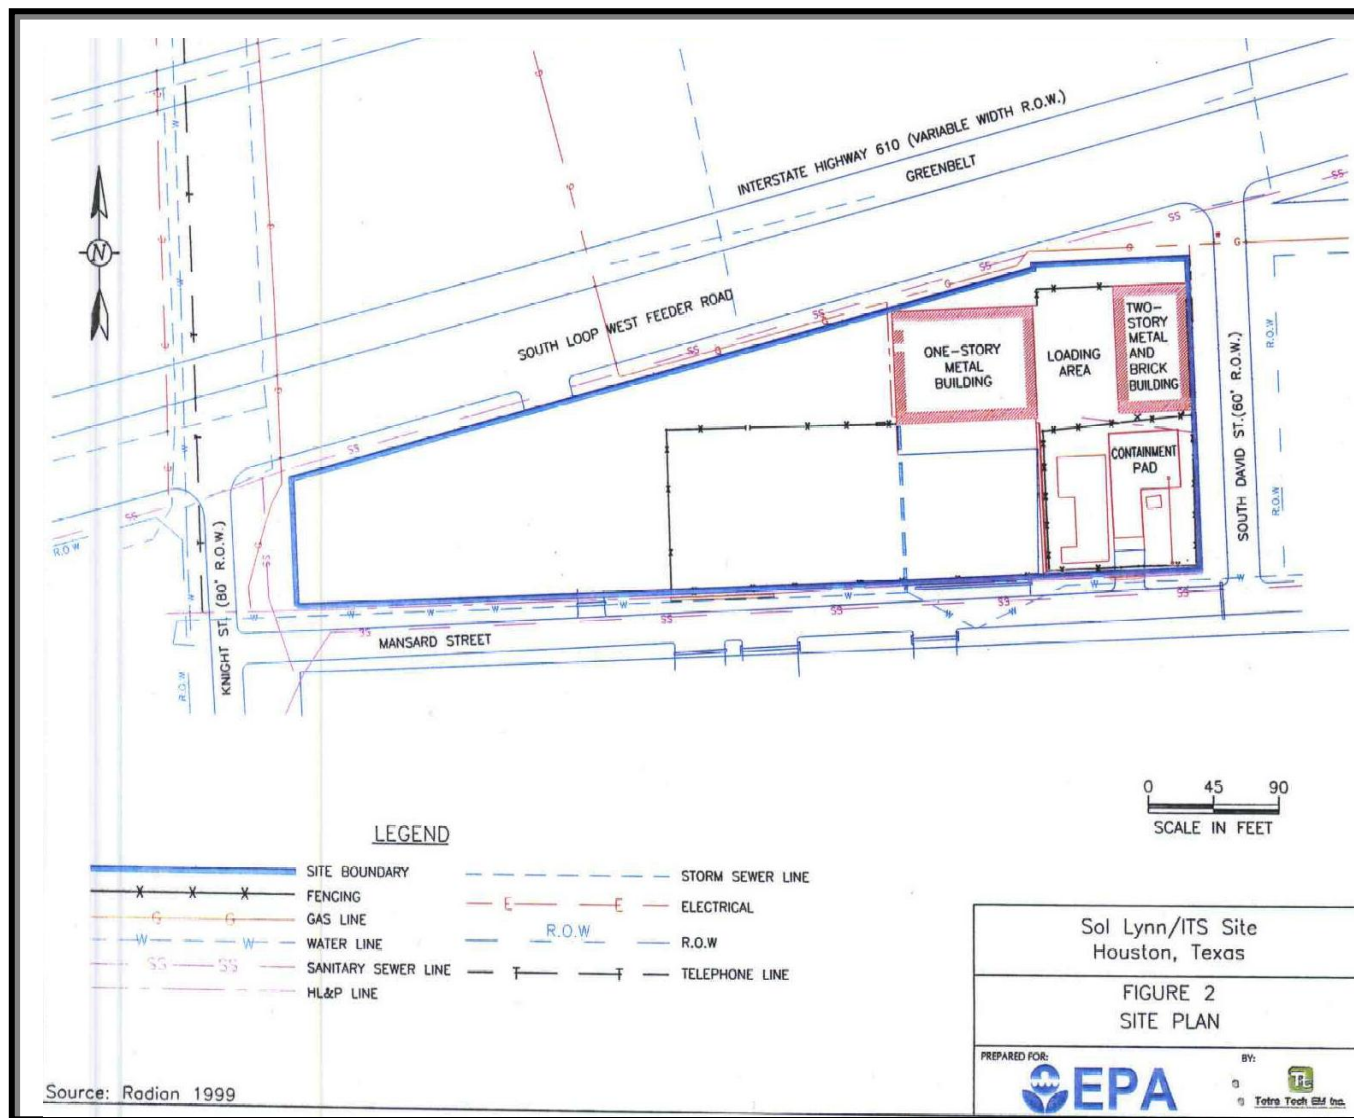 INTERSTATE HIGHWAY 610 (VARIABLE WIDTH R.O.W.)
GREENBELT
SOUTH LOOP WEST FEEDER ROAD
N
ONE-STORY
METAL
BUILDING
LOADING
AREA
TWO-
STORY
METAL
AND
BRICK
BUILDING
CONTAINMENT
PAD
SOUTH DAVID ST.(60' R.O.W.)
R.O.W
R.O.W
R.O.W
R.O.W
KNIGHT ST. (80' R.O.W.)
MANSARD STREET
0 45 90
SCALE IN FEET
LEGEND
SITE BOUNDARY
X X X FENCING
G G GAS LINE
W W WATER LINE
SS SS SANITARY SEWER LINE
HL&P LINE
STORM SEWER LINE
E E ELECTRICAL
R.O.W R.O.W
T T TELEPHONE LINE
Sol Lynn/ITS Site
Houston, Texas
FIGURE 2
SITE PLAN
PREPARED FOR:
EPA
BY:
Tetra Tech EM Inc.
Source: Radian 1999